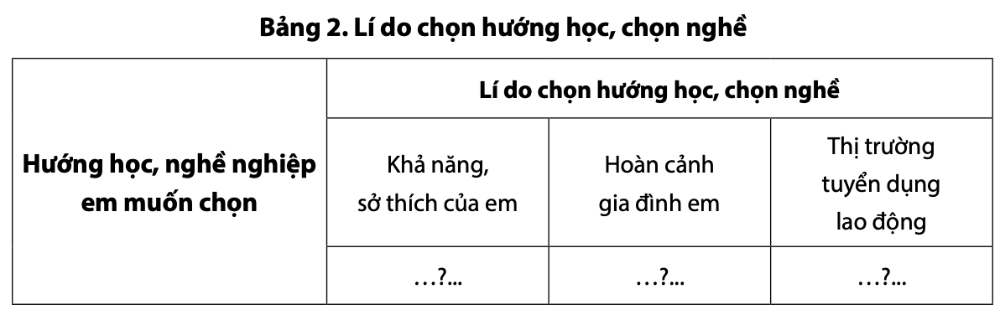 Bảng 2. Lí do chọn hướng học, chọn nghề
Hướng học, nghề nghiệp
em muốn chọn
Lí do chọn hướng học, chọn nghề
Khả năng,
sở thích của em
Hoàn cảnh
gia đình em
Thị trường
tuyển dụng
lao động
…?...
…?...
…?...